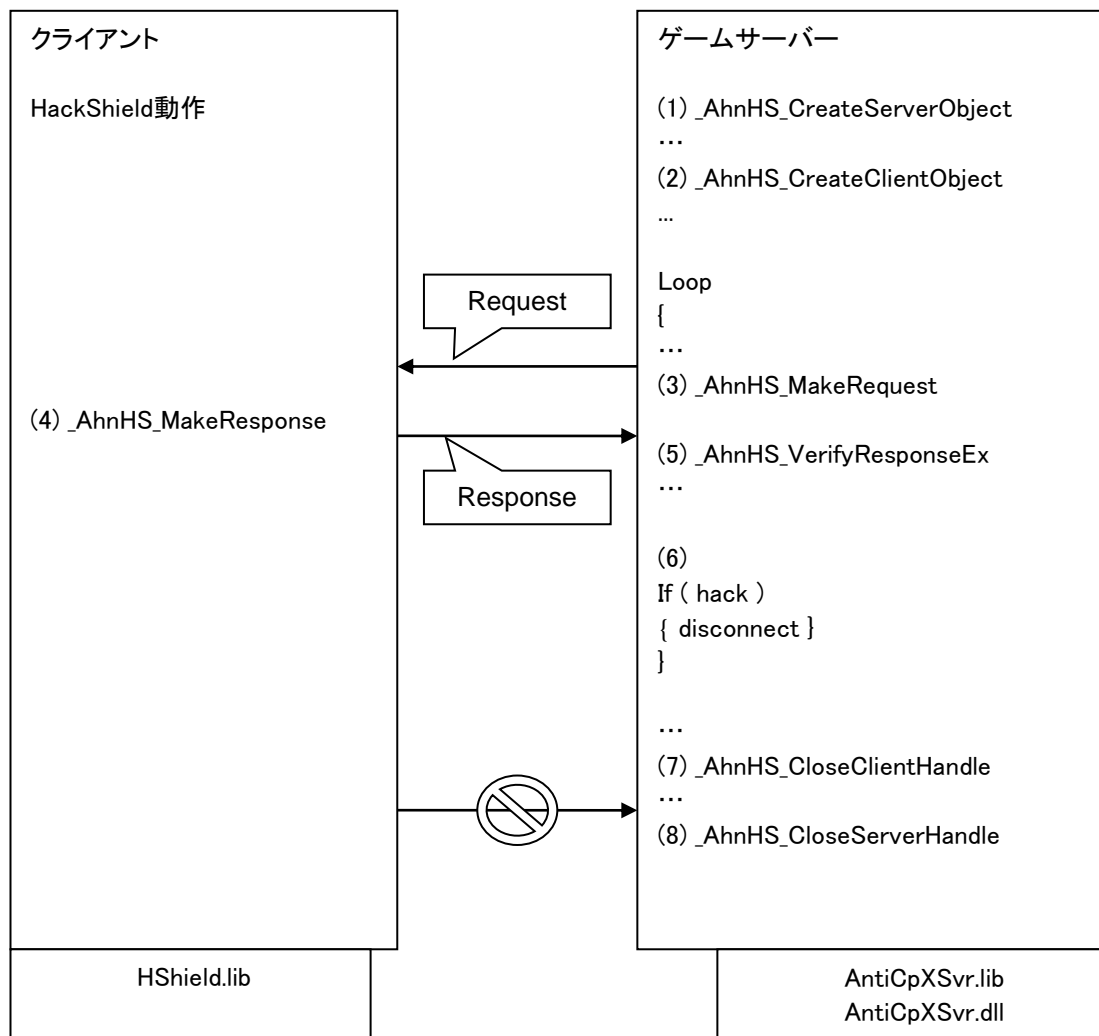 クライアント
HackShield動作
(4) _AhnHS_MakeResponse
Request
Response
ゲームサーバー
(1) _AhnHS_CreateServerObject
…
(2) _AhnHS_CreateClientObject
...
Loop
{
…
(3) _AhnHS_MakeRequest
(5) _AhnHS_VerifyResponseEx
…
(6)
If ( hack )
{ disconnect }
}
…
(7) _AhnHS_CloseClientHandle
…
(8) _AhnHS_CloseServerHandle
HShield.lib
AntiCpXSvr.lib
AntiCpXSvr.dll